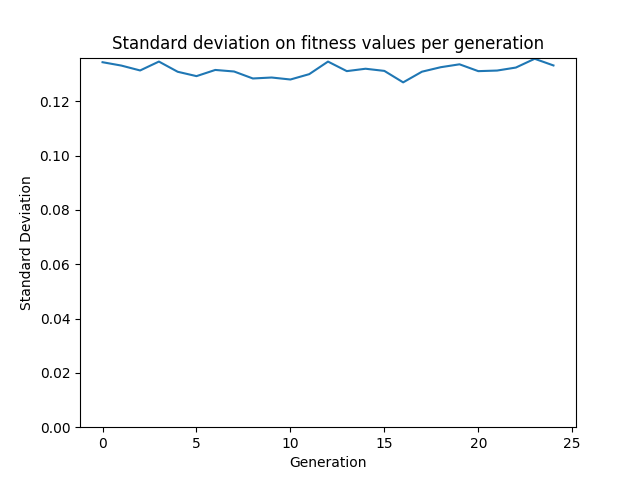 Standard deviation on fitness values per generation
0.12
0.10
0.08
0.06
0.04
0.02
0.00
Standard Deviation
0 5 10 15 20 25
Generation